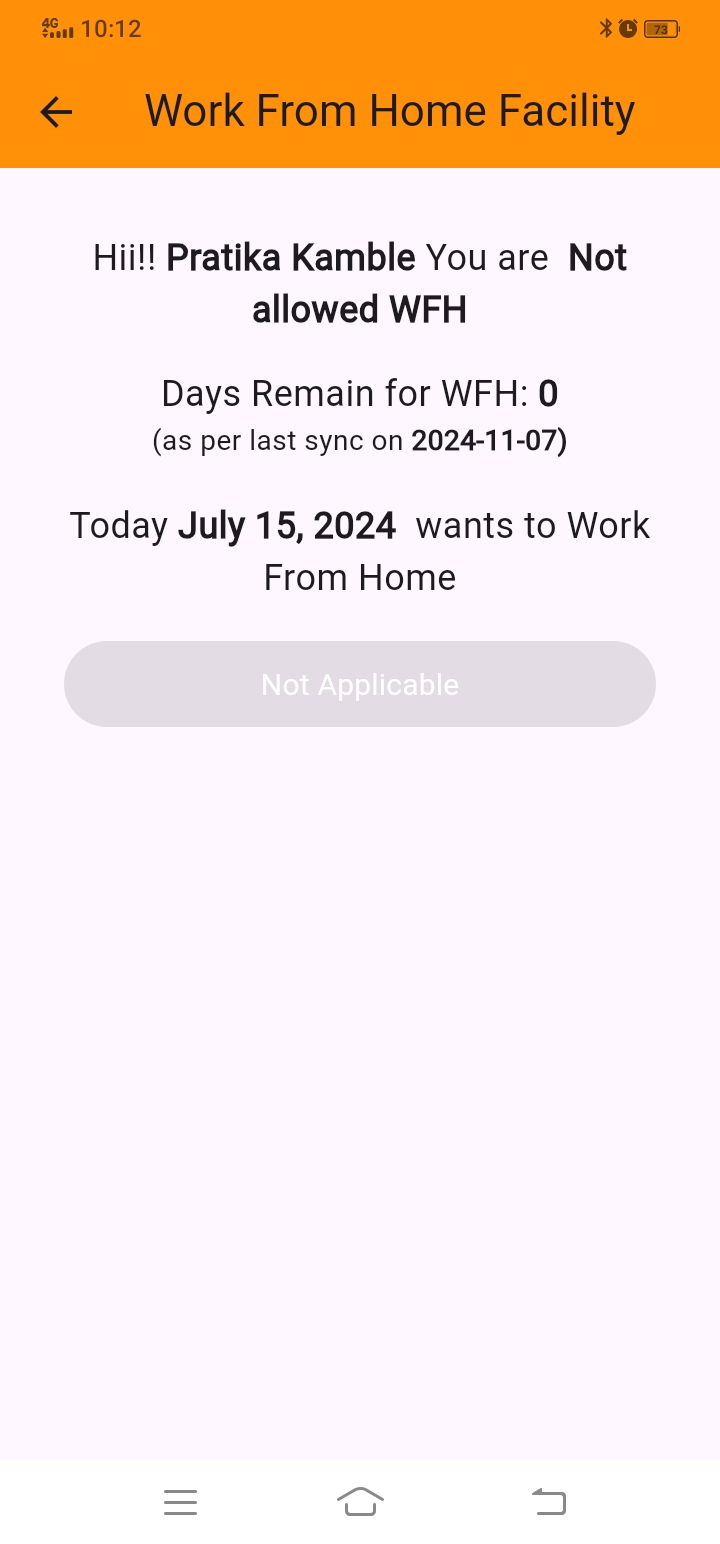 4G 10:12 73
Work From Home Facility
Hii!! Pratika Kamble You are Not
allowed WFH
Days Remain for WFH: 0
(as per last sync on 2024-11-07)
Today July 15, 2024 wants to Work
From Home
Not Applicable